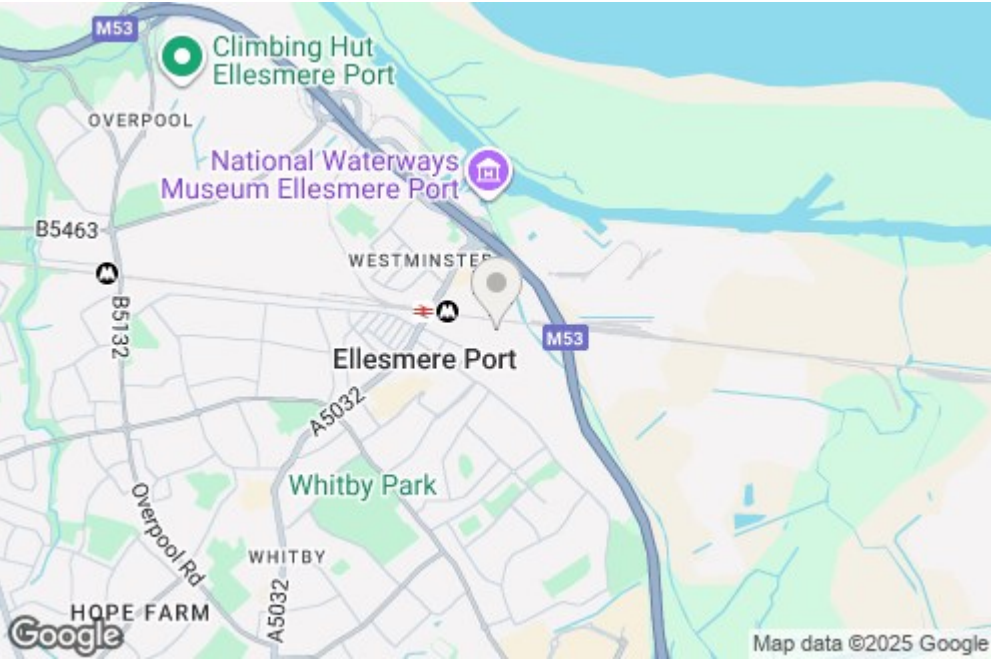 M53
Climbing Hut
Ellesmere Port
OVERPOOL
National Waterways
Museum Ellesmere Port
B5463
WESTMINSTER
B5132
M53
Ellesmere Port
A5032
Whitby Park
Overpool Rd
WHITBY
A5032
HOPE FARM
Google
Map data ©2025 Google